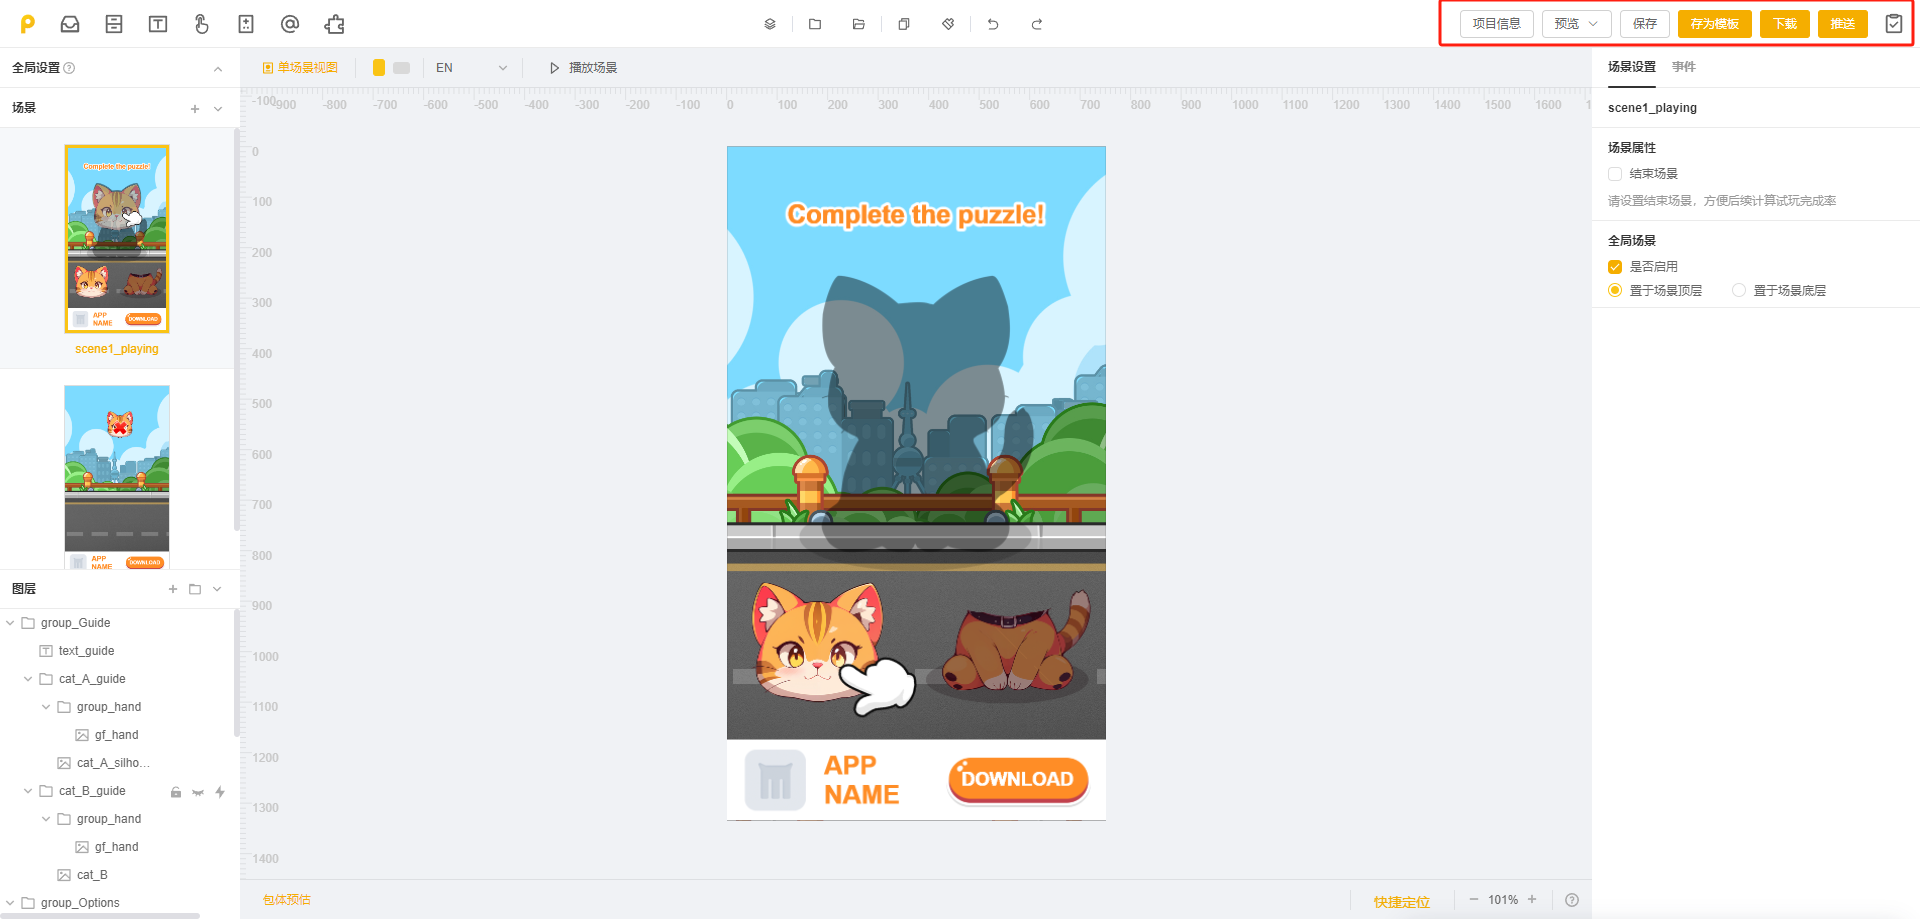 项目信息
预览
保存
存为模板
下载
推送
全局设置
单场景视图
EN
播放场景
场景设置 事件
场景
-100
-900 -800 -700 -600 -500 -400 -300 -200 -100 0 100 200 300 400 500 600 700 800 900 1000 1100 1200 1300 1400 1500 1600
scene1_playing
场景属性
结束场景
请设置结束场景，方便后续计算试玩完成率
全局场景
是否启用
置于场景顶层
置于场景底层
Complete the puzzle!
APP
NAME
DOWNLOAD
scene1_playing
APP
NAME
DOWNLOAD
0
100
200
300
400
500
600
700
800
900
1000
1100
1200
1300
1400
Complete the puzzle!
APP
NAME
DOWNLOAD
图层
group_Guide
text_guide
cat_A_guide
group_hand
gf_hand
cat_A_silho...
cat_B_guide
group_hand
gf_hand
cat_B
group_Options
包体预估
快捷定位
101%